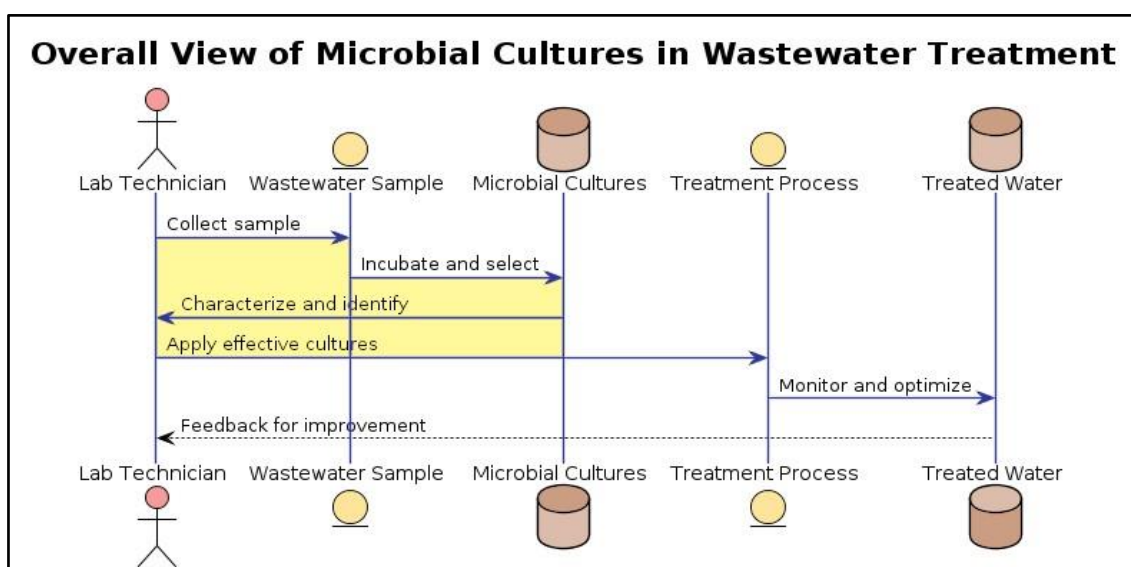 Overall View of Microbial Cultures in Wastewater Treatment
Lab Technician Wastewater Sample Microbial Cultures Treatment Process Treated Water
Collect sample
Incubate and select
Characterize and identify
Apply effective cultures
Monitor and optimize
Feedback for improvement
Lab Technician Wastewater Sample Microbial Cultures Treatment Process Treated Water